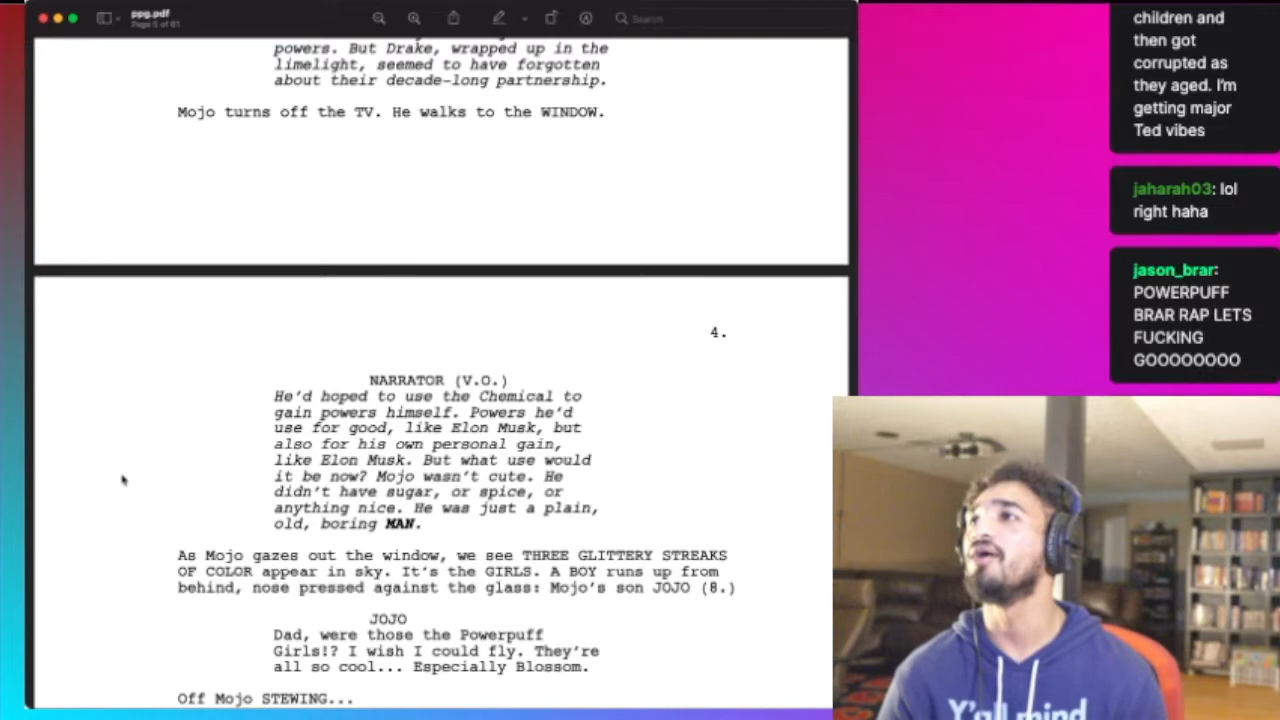 ppg.pdf
Page 5 of 61
Search
powers. But Drake, wrapped up in the
limelight, seemed to have forgotten
about their decade-long partnership.
Mojo turns off the TV. He walks to the WINDOW.
4.
NARRATOR (V.O.)
He'd hoped to use the Chemical to
gain powers himself. Powers he'd
use for good, like Elon Musk, but
also for his own personal gain,
like Elon Musk. But what use would
it be now? Mojo wasn't cute. He
didn't have sugar, or spice, or
anything nice. He was just a plain,
old, boring MAN.
As Mojo gazes out the window, we see THREE GLITTERY STREAKS
OF COLOR appear in sky. It's the GIRLS. A BOY runs up from
behind, nose pressed against the glass: Mojo's son JOJO (8.)
JOJO
Dad, were those the Powerpuff
Girls!? I wish I could fly. They're
all so cool... Especially Blossom.
Off Mojo STEWING...
children and
then got
corrupted as
they aged. I'm
getting major
Ted vibes
jaharah03: lol
right haha
jason_brar:
POWERPUFF
BRAR RAP LETS
FUCKING
GOOOOOOOO
Y'all mind